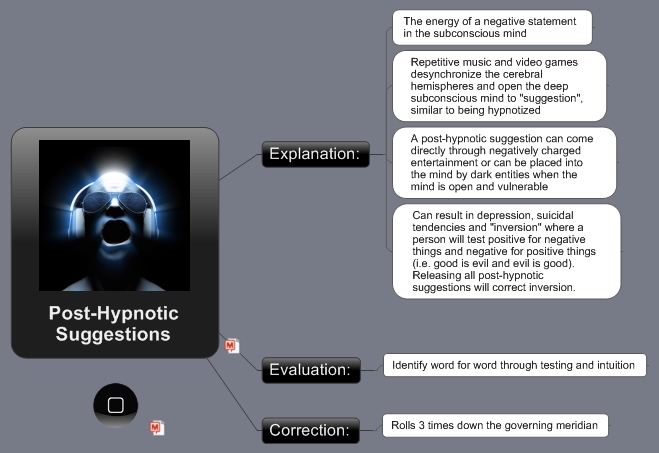 Post-Hypnotic
Suggestions
Explanation:
The energy of a negative statement
in the subconscious mind
Repetitive music and video games
desynchronize the cerebral
hemispheres and open the deep
subconscious mind to "suggestion",
similar to being hypnotized
A post-hypnotic suggestion can come
directly through negatively charged
entertainment or can be placed into
the mind by dark entities when the
mind is open and vulnerable
Can result in depression, suicidal
tendencies and "inversion" where a
person will test positive for negative
things and negative for positive things
(i.e. good is evil and evil is good).
Releasing all post-hypnotic
suggestions will correct inversion.
Evaluation:
Identify word for word through testing and intuition
Correction:
Rolls 3 times down the governing meridian
M
M